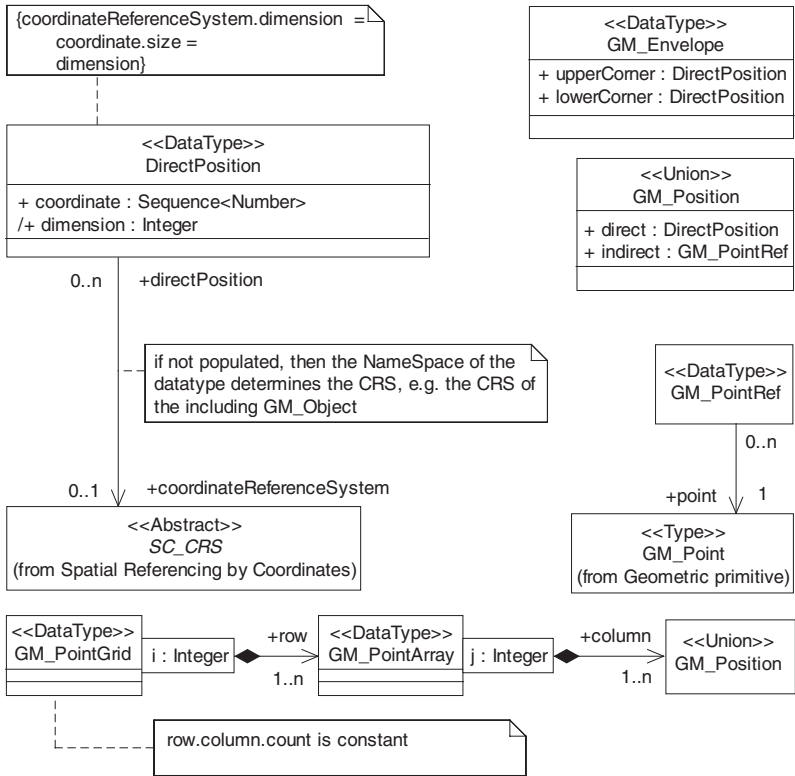 {coordinateReferenceSystem.dimension =
coordinate.size =
dimension}
<<DataType>>
GM_Envelope
+ upperCorner : DirectPosition
+ lowerCorner : DirectPosition
<<DataType>>
DirectPosition
+ coordinate : Sequence<Number>
/+ dimension : Integer
<<Union>>
GM_Position
+ direct : DirectPosition
+ indirect : GM_PointRef
0..n
+directPosition
if not populated, then the NameSpace of the
datatype determines the CRS, e.g. the CRS of
the including GM_Object
<<DataType>>
GM_PointRef
0..n
+point
1
0..1
+coordinateReferenceSystem
<<Abstract>>
SC_CRS
(from Spatial Referencing by Coordinates)
<<Type>>
GM_Point
(from Geometric primitive)
<<DataType>>
GM_PointGrid
i : Integer
+row
1..n
<<DataType>>
GM_PointArray
j : Integer
+column
1..n
<<Union>>
GM_Position
row.column.count is constant